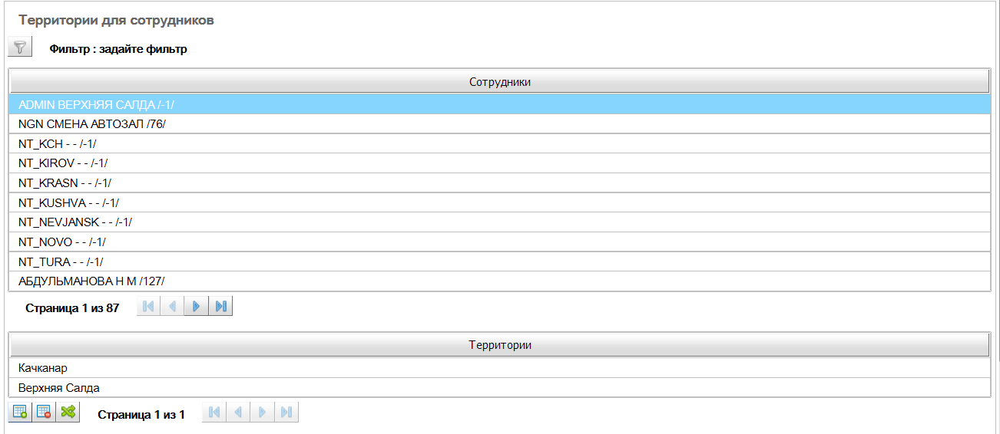 Территории для сотрудников
Фильтр : задайте фильтр
Сотрудники
ADMIN ВЕРХНЯЯ САЛДА /-1/
NGN СМЕНА АВТОЗАЛ /76/
NT_KCH - - /-1/
NT_KIROV - - /-1/
NT_KRASN - - /-1/
NT_KUSHVA - - /-1/
NT_NEVJANSK - - /-1/
NT_NOVO - - /-1/
NT_TURA - - /-1/
АБДУЛЬМАНОВА Н М /127/
Страница 1 из 87
Территории
Качканар
Верхняя Салда
Страница 1 из 1